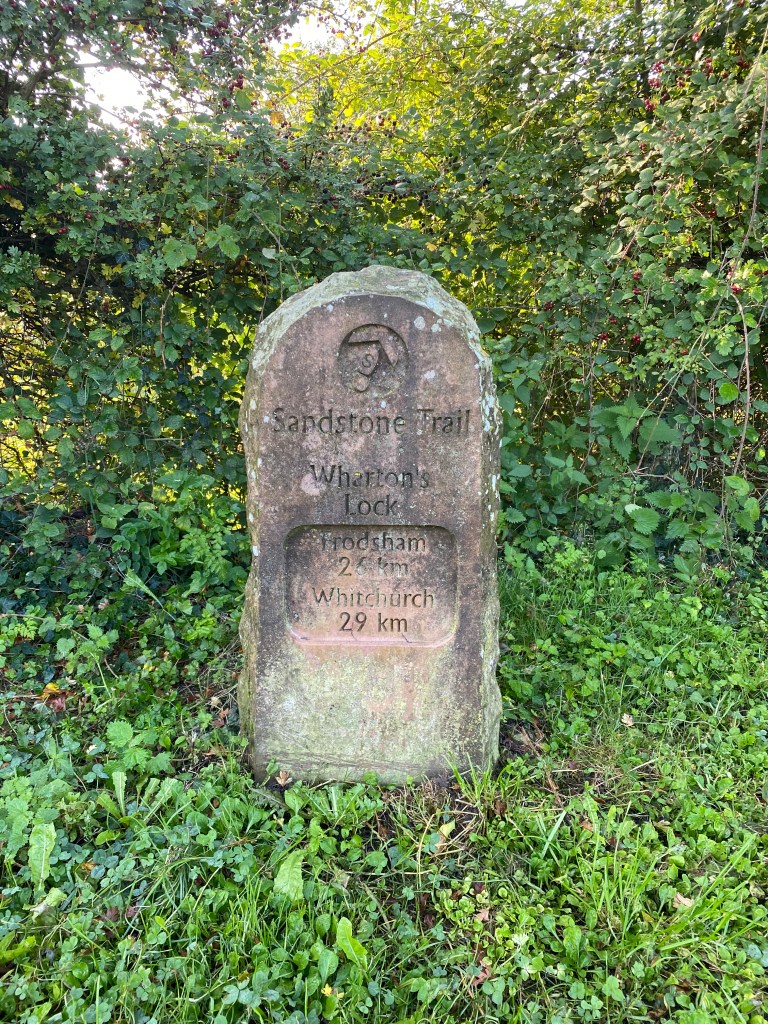 Sandstone Trail
Wharton's
Lock
Frodsham
26 km
Whitchurch
29 km